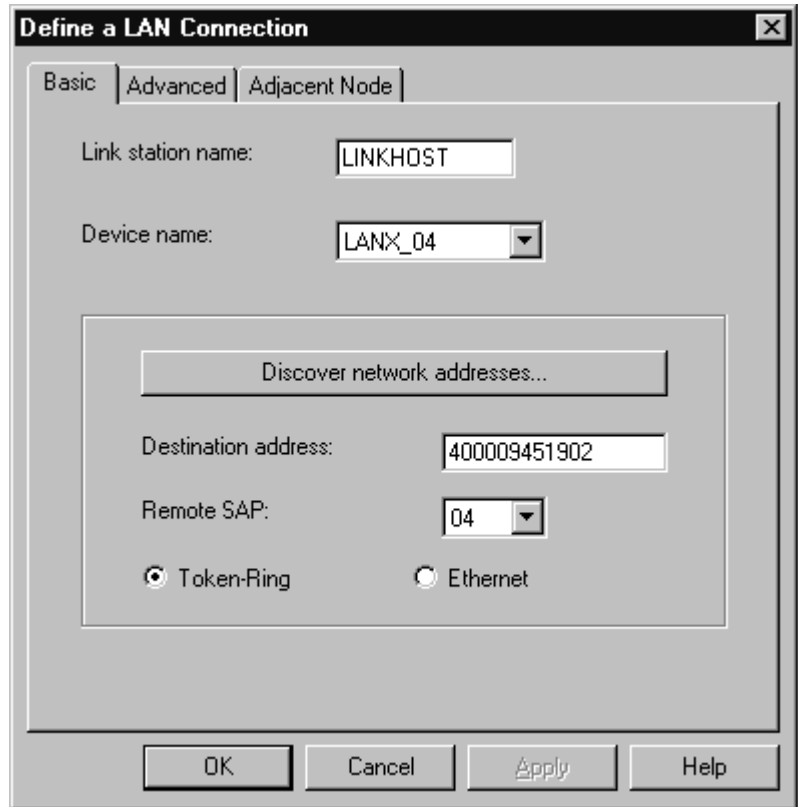 Define a LAN Connection
Basic Advanced Adjacent Node
Link station name: LINKHOST
Device name: LANX_04
Discover network addresses...
Destination address: 400009451902
Remote SAP: 04
Token-Ring Ethernet
OK Cancel Apply Help